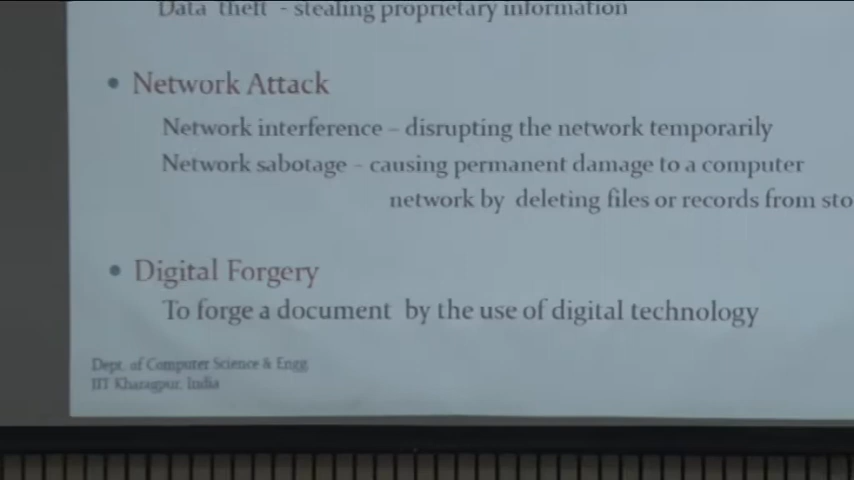 Data theft - stealing proprietary information
• Network Attack
Network interference – disrupting the network temporarily
Network sabotage – causing permanent damage to a computer
network by deleting files or records from sto
• Digital Forgery
To forge a document by the use of digital technology
Dept. of Computer Science & Engg
IIT Kharagpur, India